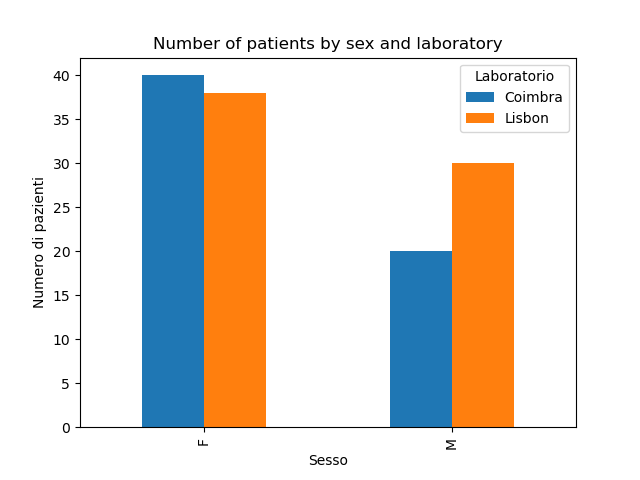 Number of patients by sex and laboratory
Laboratorio
Coimbra
Lisbon
Numero di pazienti
40
35
30
25
20
15
10
5
0
F
M
Sesso